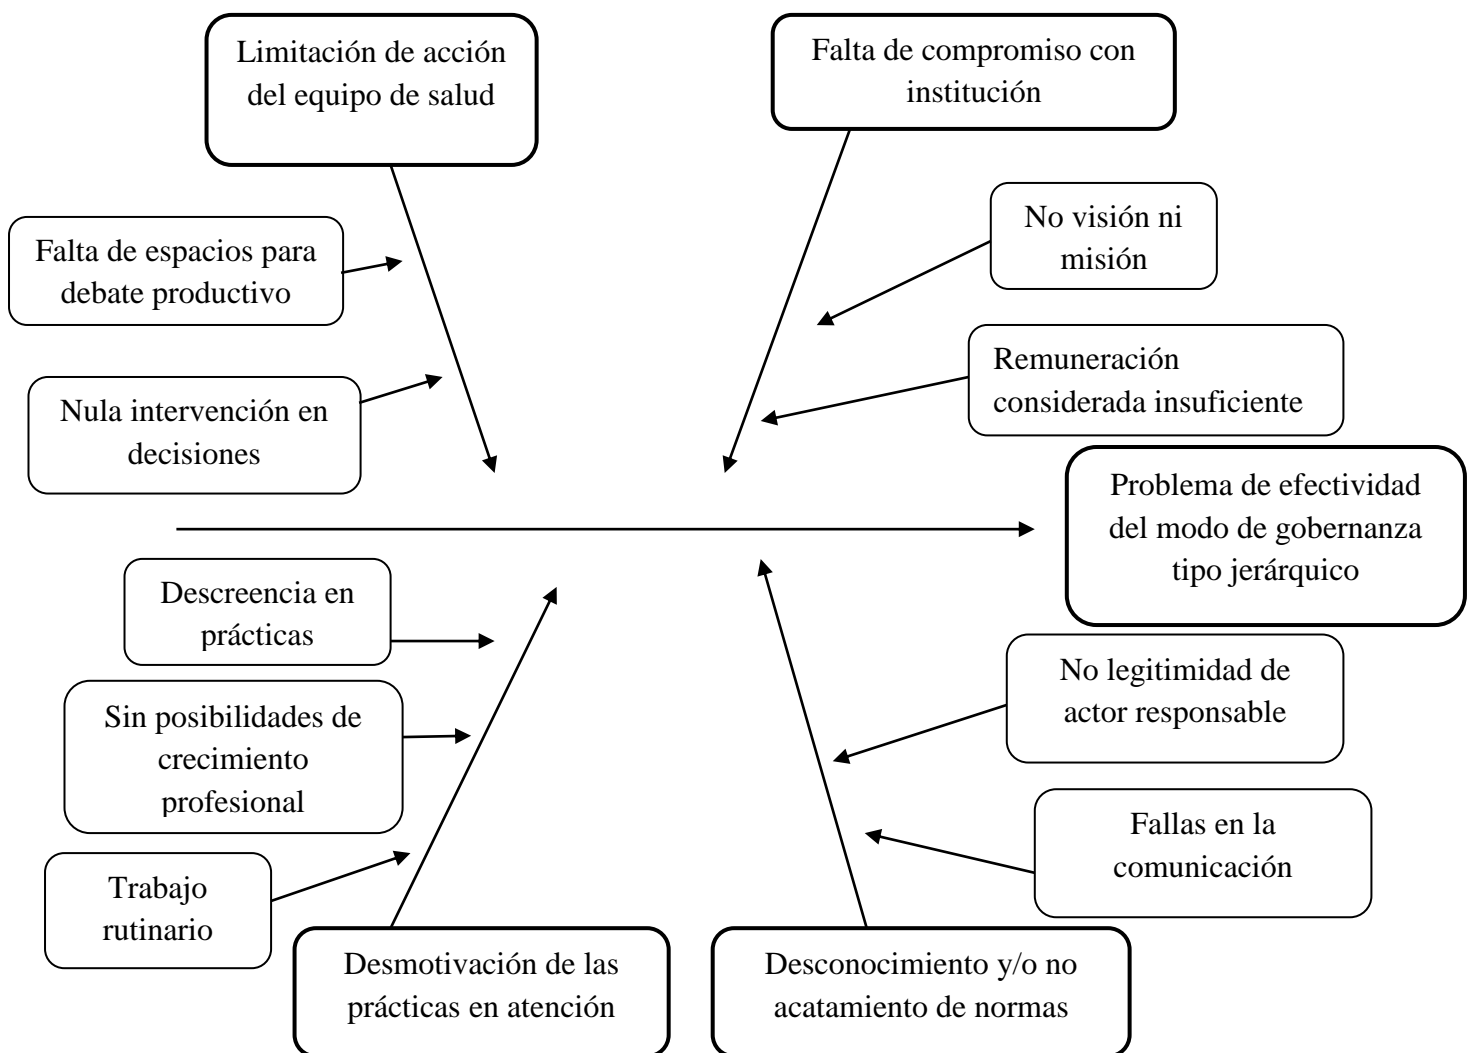 Limitación de acción
del equipo de salud
Falta de compromiso con
institución
No visión ni
misión
Falta de espacios para
debate productivo
Remuneración
considerada insuficiente
Nula intervención en
decisiones
Problema de efectividad
del modo de gobernanza
tipo jerárquico
Descreencia en
prácticas
No legitimidad de
actor responsable
Sin posibilidades de
crecimiento
profesional
Fallas en la
comunicación
Trabajo
rutinario
Desmotivación de las
prácticas en atención
Desconocimiento y/o no
acatamiento de normas